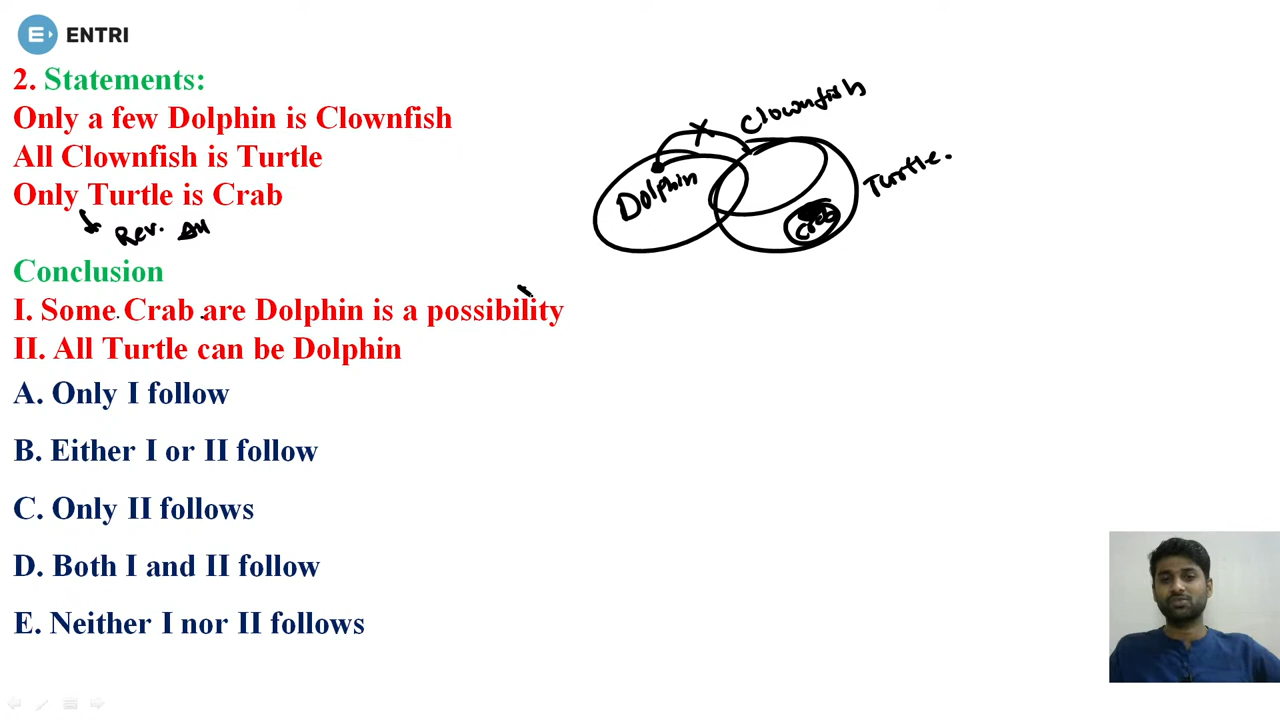 E ENTRI
2. Statements:
Only a few Dolphin is Clownfish
All Clownfish is Turtle
Only Turtle is Crab
Rev. All
Conclusion
I. Some Crab are Dolphin is a possibility
II. All Turtle can be Dolphin
A. Only I follow
B. Either I or II follow
C. Only II follows
D. Both I and II follow
E. Neither I nor II follows
Clownfish
Dolphin
Turtle.
Crab
X